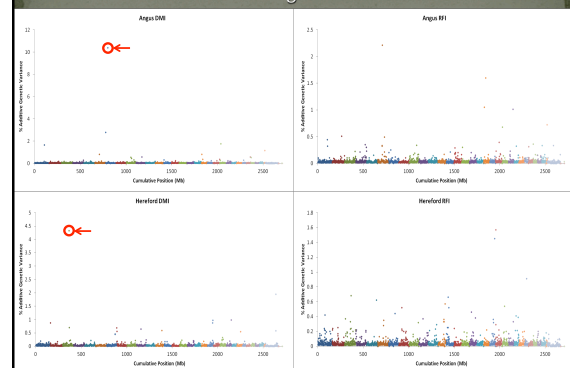 Angus DMI
12
10
8
6
4
2
0
% Additive Genetic Variance
0 500 1000 1500 2000 2500
Cumulative Position (Mb)
Angus RFI
2.5
2
1.5
1
0.5
0
% Additive Genetic Variance
0 500 1000 1500 2000 2500
Cumulative Position (Mb)
Hereford DMI
5
4.5
4
3.5
3
2.5
2
1.5
1
0.5
0
% Additive Genetic Variance
0 500 1000 1500 2000 2500
Cumulative Position (Mb)
Hereford RFI
1.8
1.6
1.4
1.2
1
0.8
0.6
0.4
0.2
0
% Additive Genetic Variance
0 500 1000 1500 2000 2500
Cumulative Position (Mb)